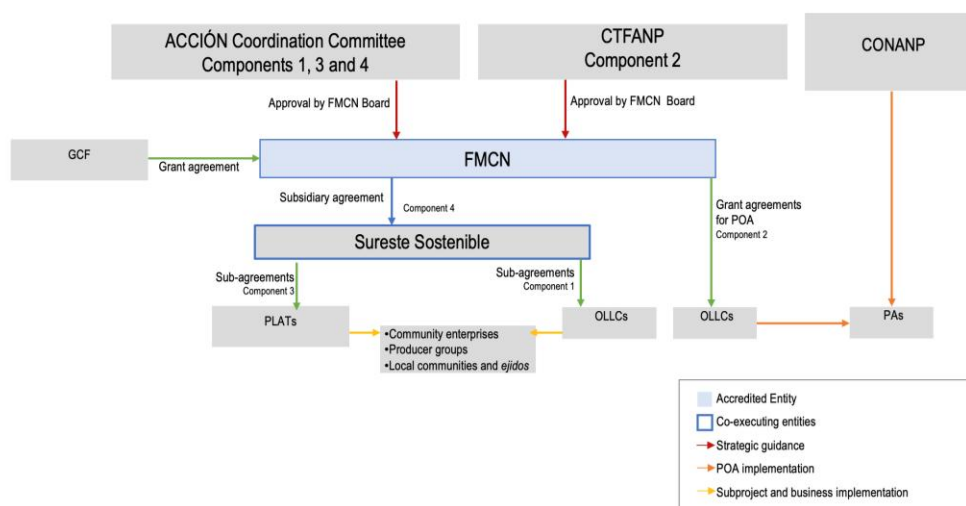 ACCIÓN Coordination Committee
Components 1, 3 and 4
CTFANP
Component 2
CONANP
Approval by FMCN Board
Approval by FMCN Board
GCF
Grant agreement
FMCN
Subsidiary agreement
Component 4
Grant agreements
for POA
Component 2
Sureste Sostenible
Sub-agreements
Component 3
Sub-agreements
Component 1
PLATs
•Community enterprises
•Producer groups
•Local communities and ejidos
OLLCs
OLLCs
PAs
Accredited Entity
Co-executing entities
Strategic guidance
POA implementation
Subproject and business implementation